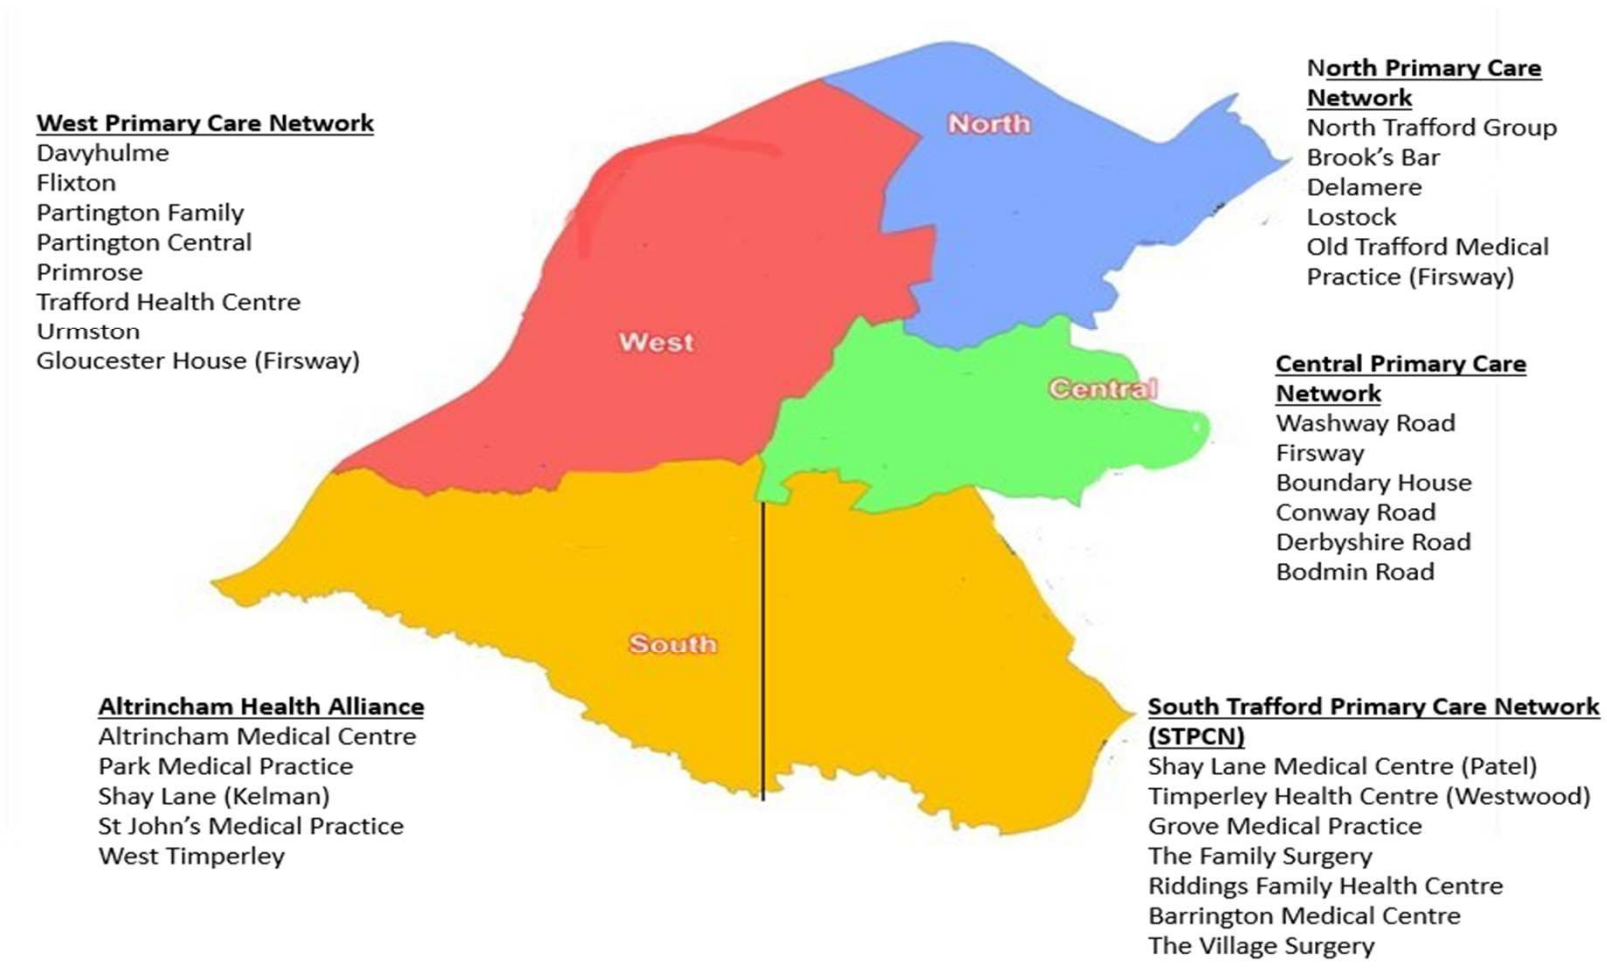 West Primary Care Network
Davyhulme
Flixton
Partington Family
Partington Central
Primrose
Trafford Health Centre
Urmston
Gloucester House (Firsway)
North
West
Central
South
North Primary Care
Network
North Trafford Group
Brook’s Bar
Delamere
Lostock
Old Trafford Medical
Practice (Firsway)
Central Primary Care
Network
Washway Road
Firsway
Boundary House
Conway Road
Derbyshire Road
Bodmin Road
Altrincham Health Alliance
Altrincham Medical Centre
Park Medical Practice
Shay Lane (Kelman)
St John’s Medical Practice
West Timperley
South Trafford Primary Care Network
(STPCN)
Shay Lane Medical Centre (Patel)
Timperley Health Centre (Westwood)
Grove Medical Practice
The Family Surgery
Riddings Family Health Centre
Barrington Medical Centre
The Village Surgery